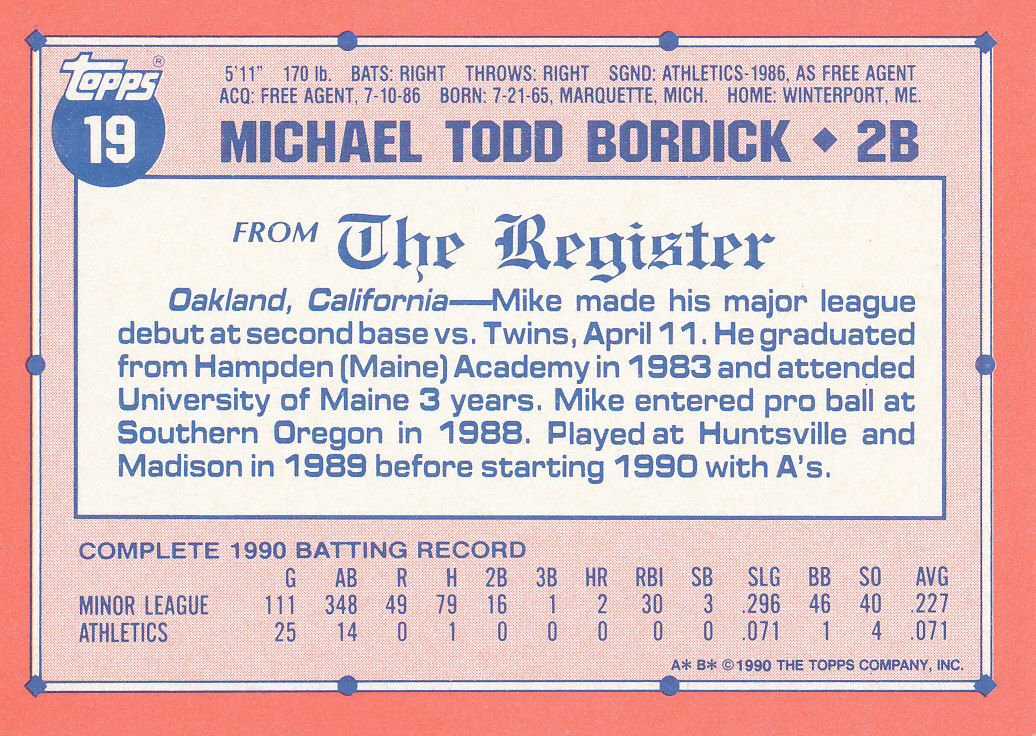 TOPPS®
19
5'11" 170 lb. BATS: RIGHT THROWS: RIGHT SGND: ATHLETICS-1986, AS FREE AGENT
ACQ: FREE AGENT, 7-10-86 BORN: 7-21-65, MARQUETTE, MICH. HOME: WINTERPORT, ME.
MICHAEL TODD BORDICK ◆ 2B
FROM The Register
Oakland, California—Mike made his major league
debut at second base vs. Twins, April 11. He graduated
from Hampden (Maine) Academy in 1983 and attended
University of Maine 3 years. Mike entered pro ball at
Southern Oregon in 1988. Played at Huntsville and
Madison in 1989 before starting 1990 with A's.
COMPLETE 1990 BATTING RECORD
G AB R H 2B 3B HR RBI SB SLG BB SO AVG
MINOR LEAGUE 111 348 49 79 16 1 2 30 3 .296 46 40 .227
ATHLETICS 25 14 0 1 0 0 0 0 0 .071 1 4 .071
A* B* ©1990 THE TOPPS COMPANY, INC.